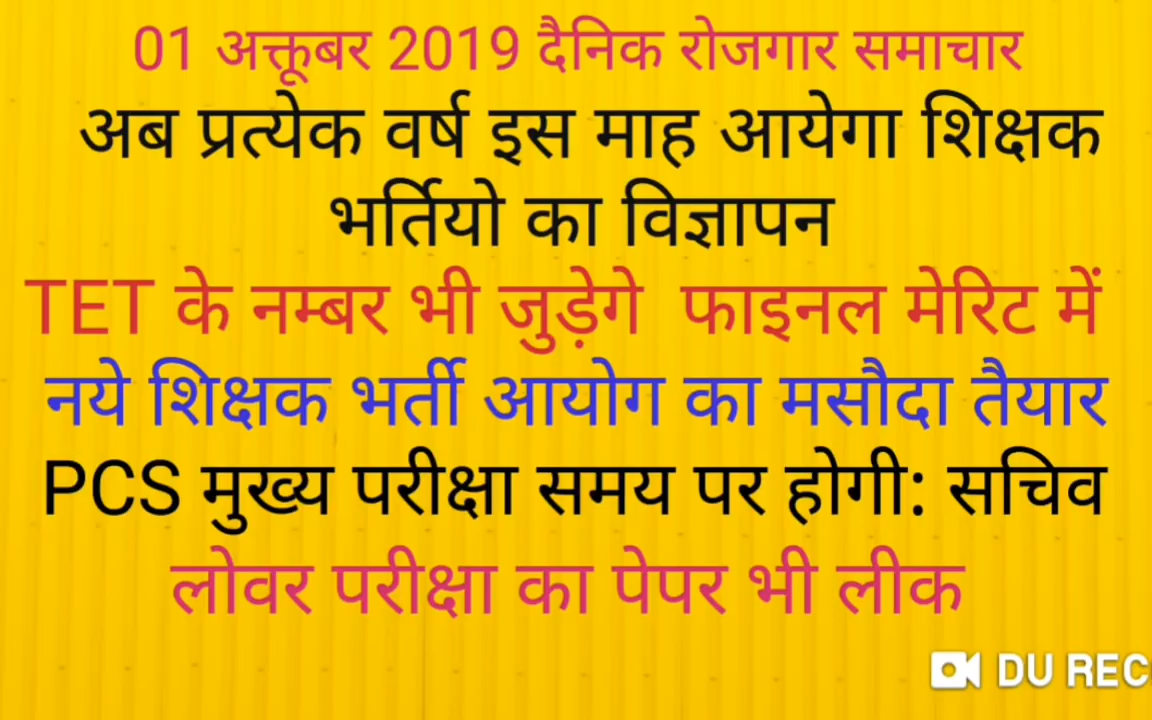 01 अक्तूबर 2019 दैनिक रोजगार समाचार
अब प्रत्येक वर्ष इस माह आयेगा शिक्षक
भर्तियो का विज्ञापन
TET के नम्बर भी जुड़ेगे फाइनल मेरिट में
नये शिक्षक भर्ती आयोग का मसौदा तैयार
PCS मुख्य परीक्षा समय पर होगी: सचिव
लोवर परीक्षा का पेपर भी लीक
DU REC